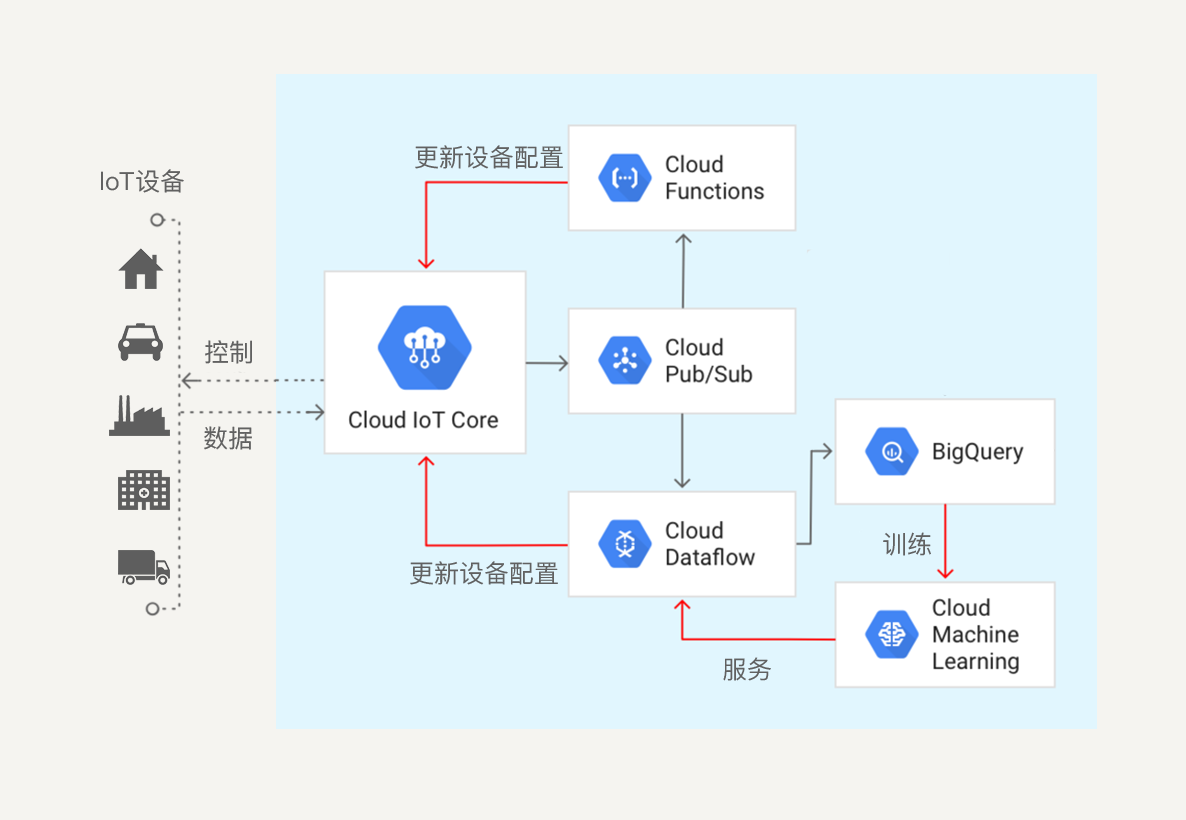 IoT设备
控制
数据
更新设备配置
Cloud
Functions
Cloud IoT Core
Cloud
Pub/Sub
Cloud
Dataflow
更新设备配置
BigQuery
训练
Cloud
Machine
Learning
服务